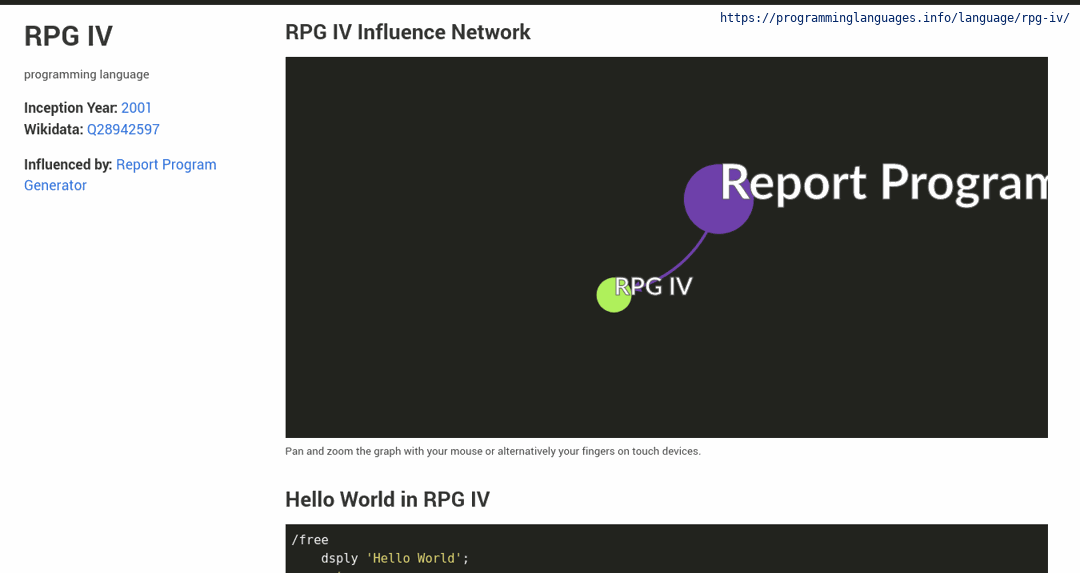 https://programminglanguages.info/language/rpg-iv/
RPG IV
programming language
Inception Year: 2001
Wikidata: Q28942597
Influenced by: Report Program
Generator
RPG IV Influence Network
Report Program
RPG IV
Pan and zoom the graph with your mouse or alternatively your fingers on touch devices.
Hello World in RPG IV
/free
dsply 'Hello World';